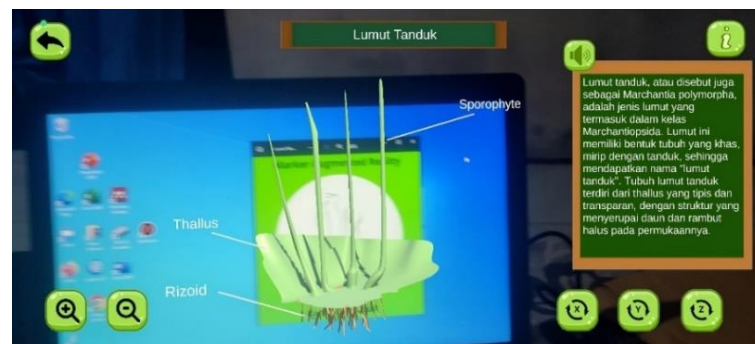 Lumut Tanduk
Sporophyte
Thallus
Rizoid
Lumut tanduk, atau disebut juga
sebagai Marchantia polymorpha,
adalah jenis lumut yang
termasuk dalam kelas
Marchantiopsida. Lumut ini
memiliki bentuk tubuh yang khas,
mirip dengan tanduk, sehingga
mendapatkan nama "lumut
tanduk". Tubuh lumut tanduk
terdiri dari thallus yang tipis dan
transparan, dengan struktur yang
menyerupai daun dan rambut
halus pada permukaannya.
X
Y
Z